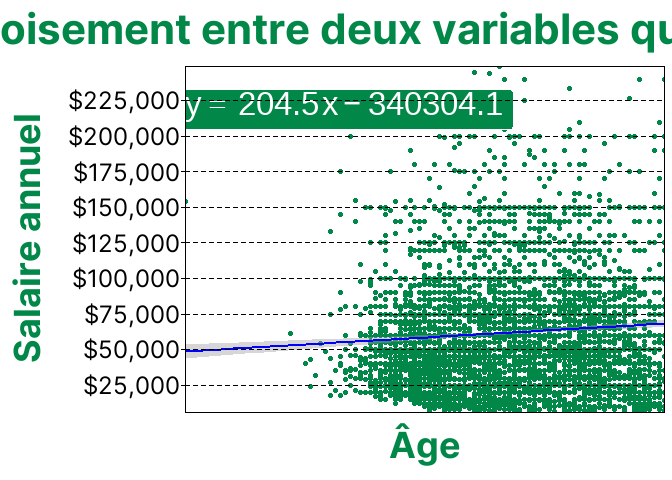 oisement entre deux variables qu
y = 204.5x − 340304.1
$225,000
$200,000
$175,000
$150,000
$125,000
$100,000
$75,000
$50,000
$25,000
Salaire annuel
Âge